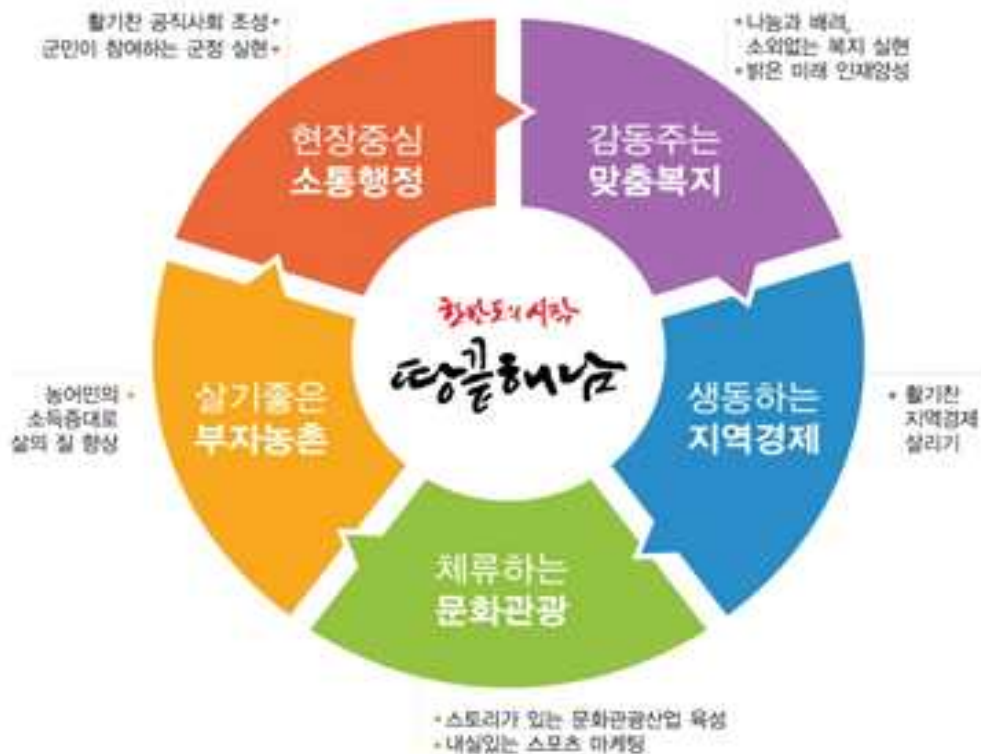 활기찬 공직사회 조성•
군민이 참여하는 군정 실현•
현장중심
소통행정
•나눔과 배려,
소외없는 복지 실현
•밝은 미래 인재양성
감동주는
맞춤복지
한반도의 시작
땅끝해남
농어민의 •
소득증대로
삶의 질 향상
살기좋은
부자농촌
생동하는
지역경제
• 활기찬
지역경제
살리기
체류하는
문화관광
•스토리가 있는 문화관광산업 육성
•내실있는 스포츠 마케팅